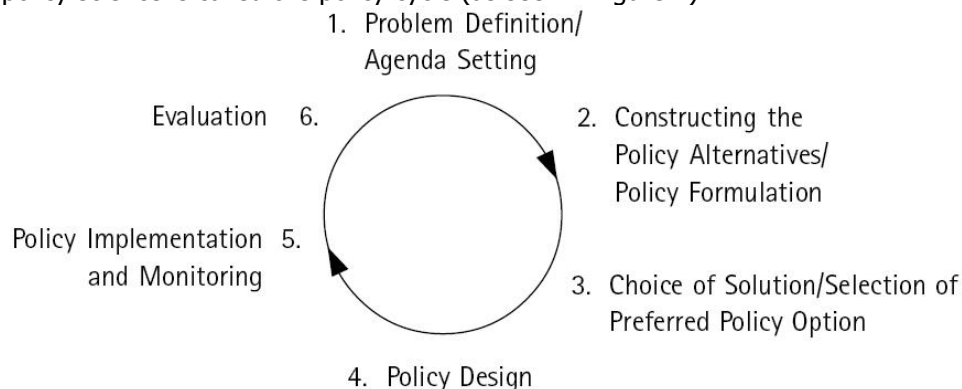 1. Problem Definition/
Agenda Setting
2. Constructing the
Policy Alternatives/
Policy Formulation
3. Choice of Solution/Selection of
Preferred Policy Option
4. Policy Design
Policy Implementation 5.
and Monitoring
Evaluation 6.